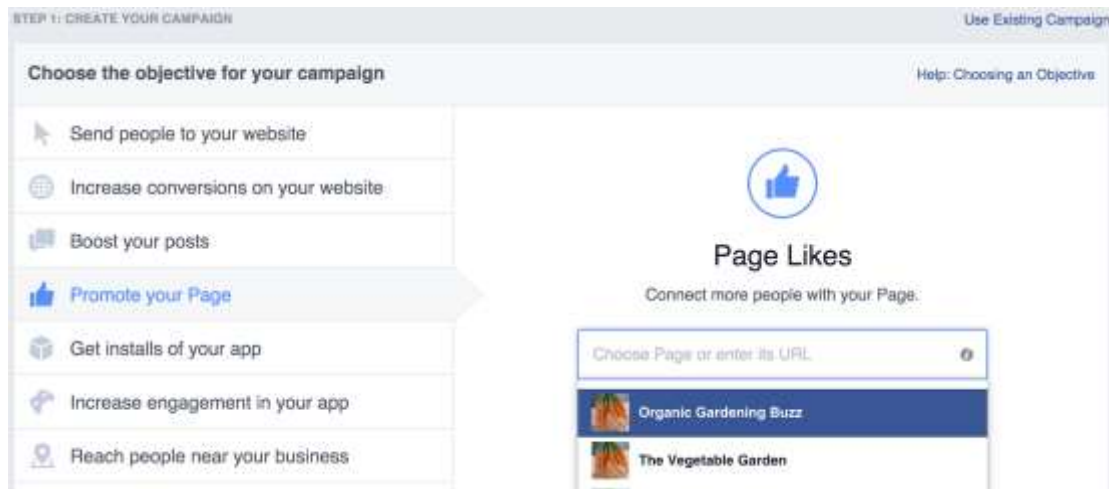 STEP 1: CREATE YOUR CAMPAIGN
Use Existing Campaign
Choose the objective for your campaign
Help: Choosing an Objective
Send people to your website
Increase conversions on your website
Boost your posts
Promote your Page
Get installs of your app
Increase engagement in your app
Reach people near your business
Page Likes
Connect more people with your Page.
Choose Page or enter its URL
Organic Gardening Buzz
The Vegetable Garden